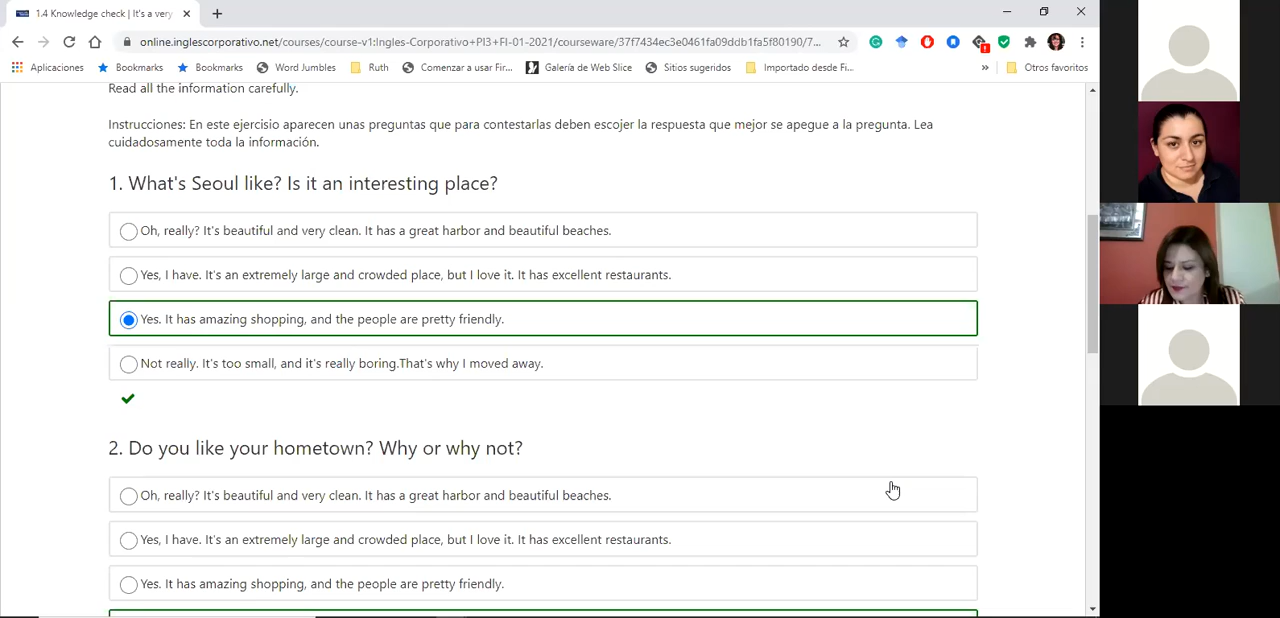 1.4 Knowledge check | It's a very
online.inglescorporativo.net/courses/course-v1:Ingles-Corporativo+PI3+FI-01-2021/courseware/37f7434ec3e0461fa09ddb1fa5f80190/7...
Aplicaciones Bookmarks Bookmarks Word Jumbles Ruth Comenzar a usar Fir... Galería de Web Slice Sitios sugeridos Importado desde Fi... » Otros favoritos
Read all the information carefully.
Instrucciones: En este ejercisio aparecen unas preguntas que para contestarlas deben escojer la respuesta que mejor se apegue a la pregunta. Lea
cuidadosamente toda la información.
1. What's Seoul like? Is it an interesting place?
Oh, really? It's beautiful and very clean. It has a great harbor and beautiful beaches.
Yes, I have. It's an extremely large and crowded place, but I love it. It has excellent restaurants.
Yes. It has amazing shopping, and the people are pretty friendly.
Not really. It's too small, and it's really boring.That's why I moved away.
2. Do you like your hometown? Why or why not?
Oh, really? It's beautiful and very clean. It has a great harbor and beautiful beaches.
Yes, I have. It's an extremely large and crowded place, but I love it. It has excellent restaurants.
Yes. It has amazing shopping, and the people are pretty friendly.